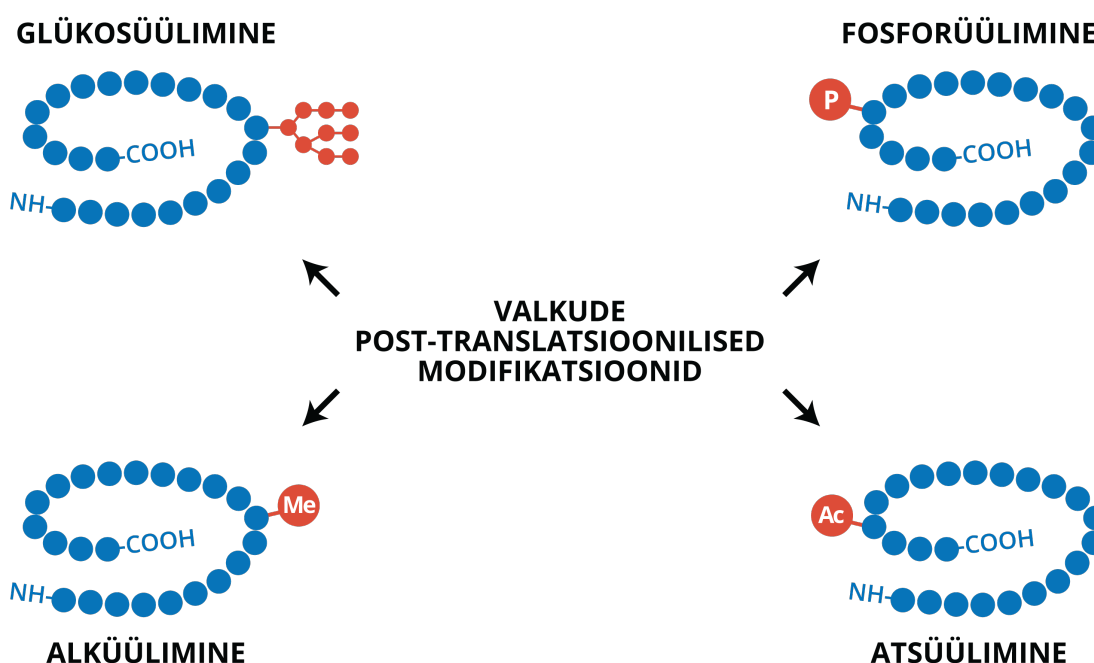 GLÜKOSÜÜLIMINE
FOSFORÜÜLIMINE
COOH
NH
P
COOH
NH
VALKUDE
POST-TRANSLATSIOONILISED
MODIFIKATSIOONID
Me
COOH
NH
Ac
COOH
NH
ALKÜÜLIMINE
ATSÜÜLIMINE